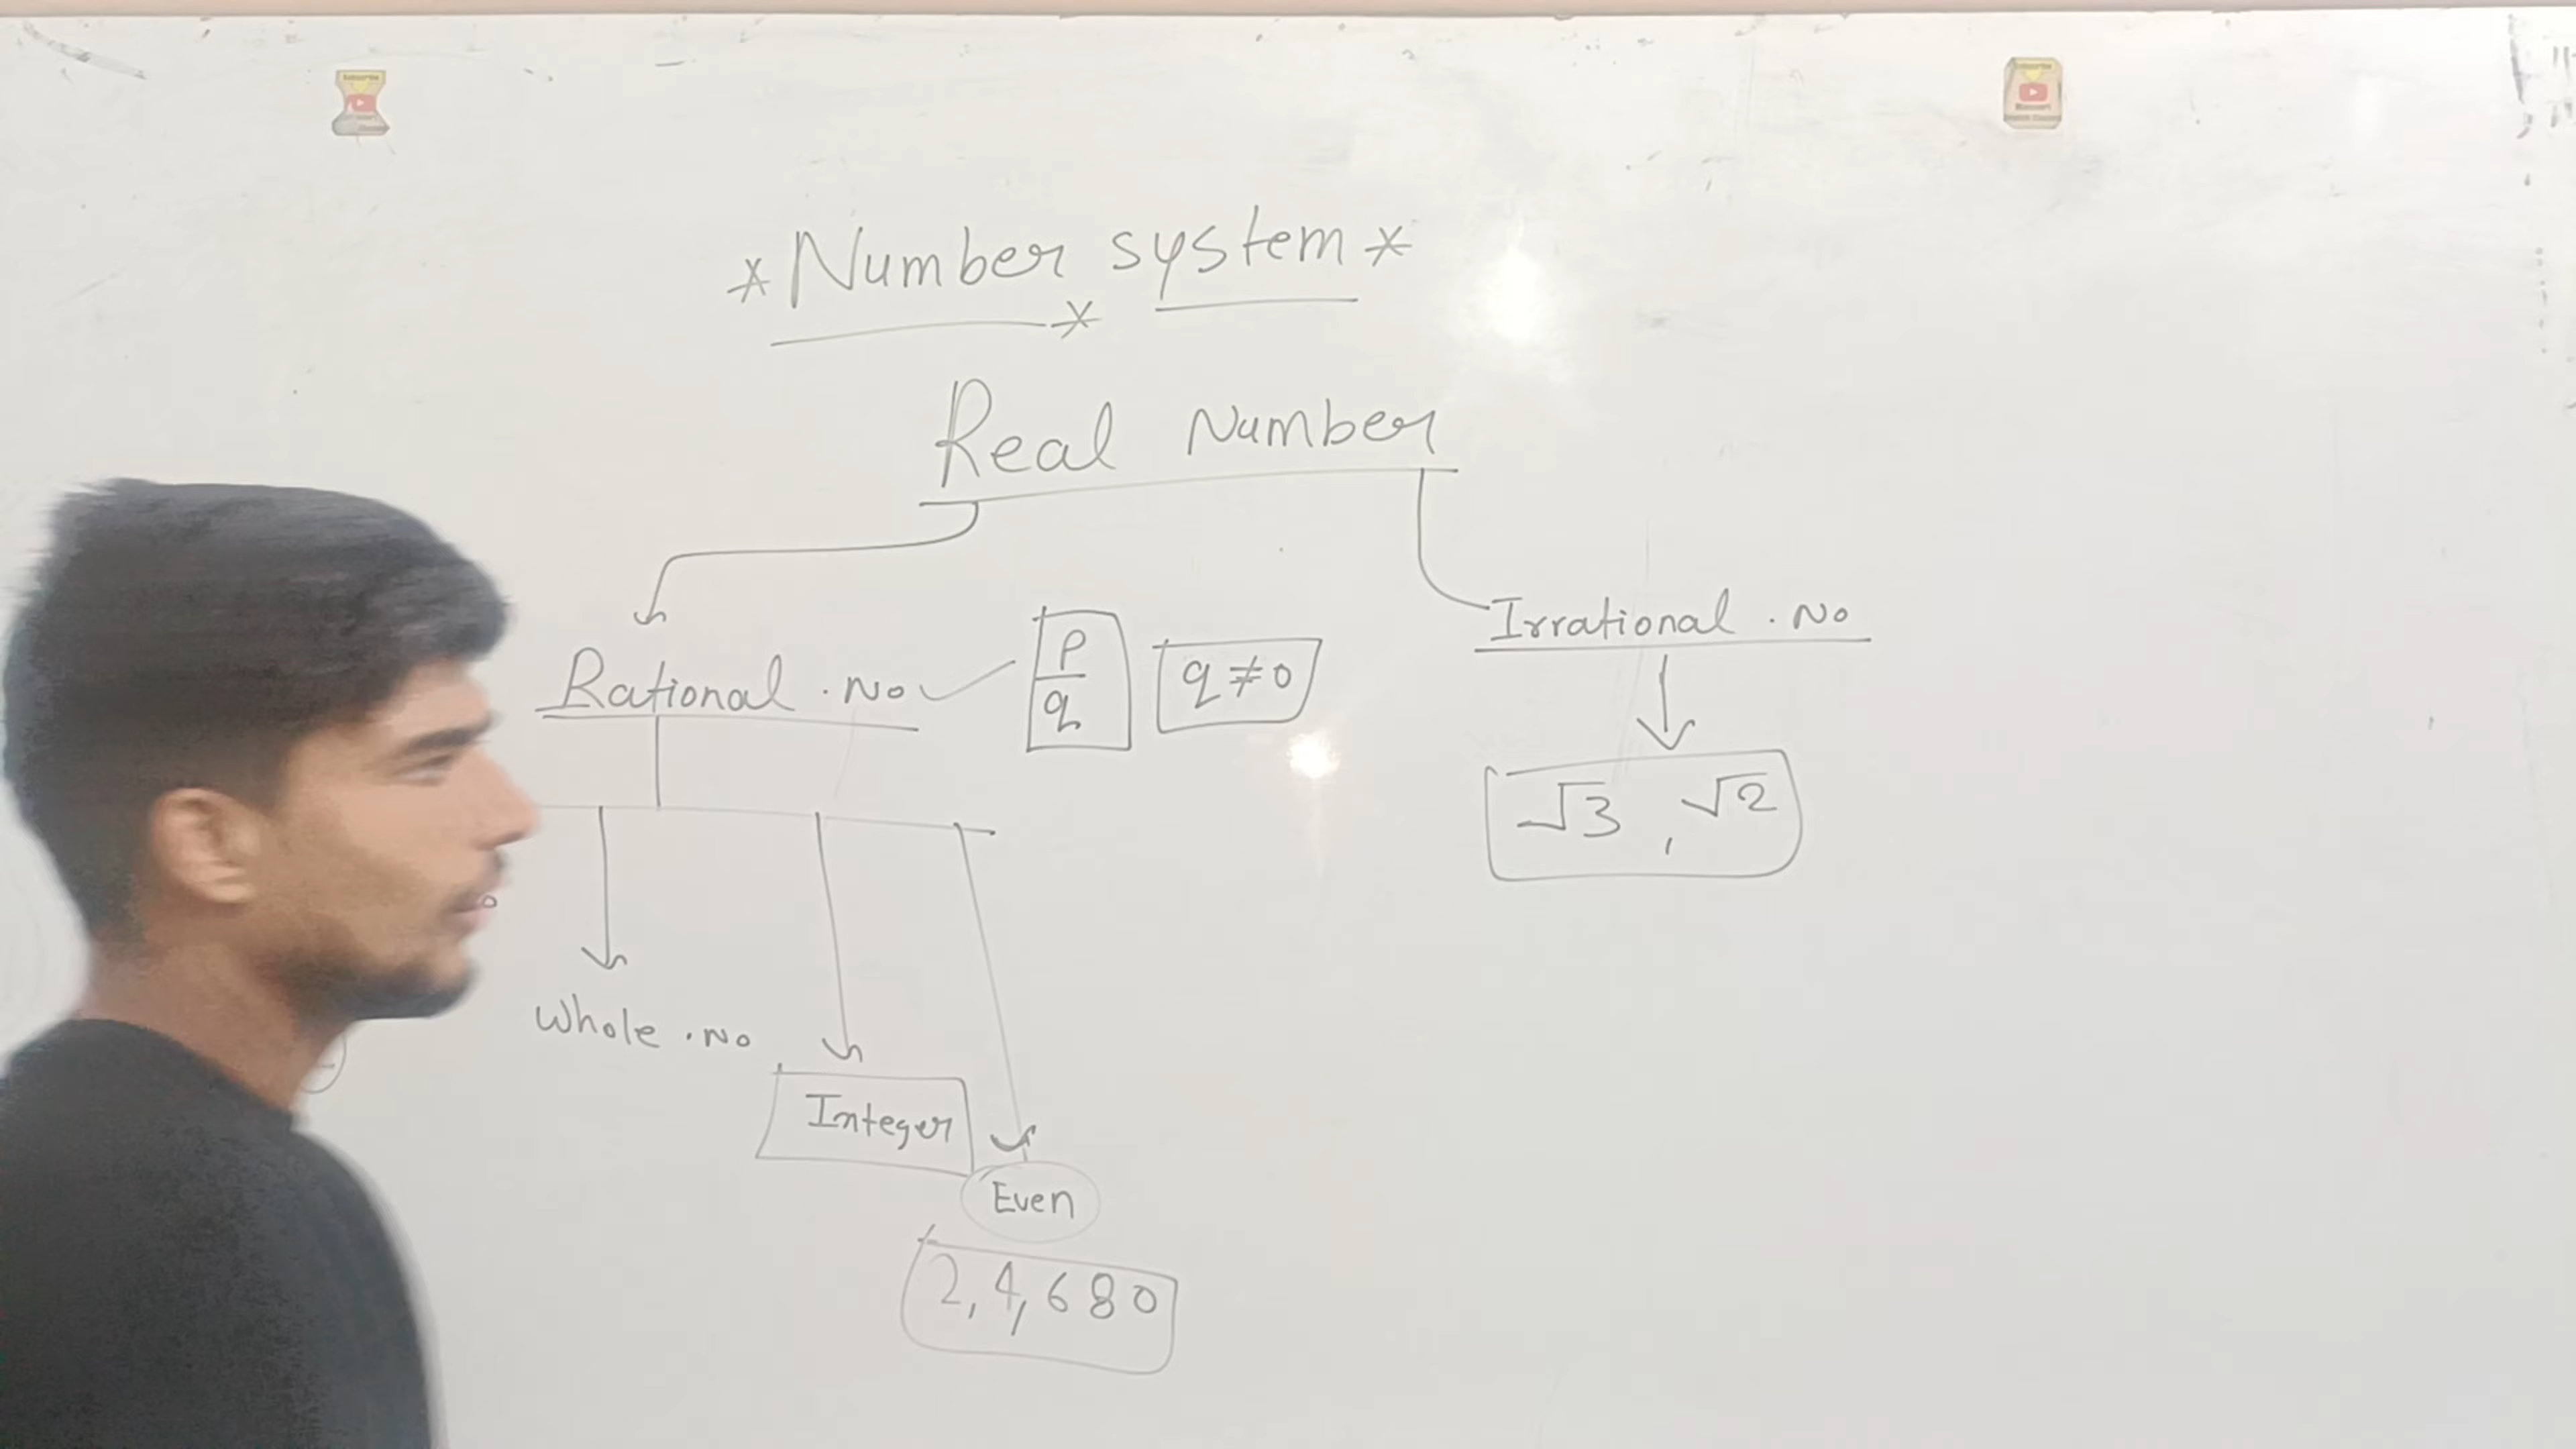 *Number system*
Real Number
Rational . No
p/q
q ≠ 0
Irrational . No
√3 , √2
Whole . No
Integer
Even
2, 4, 6 8 0